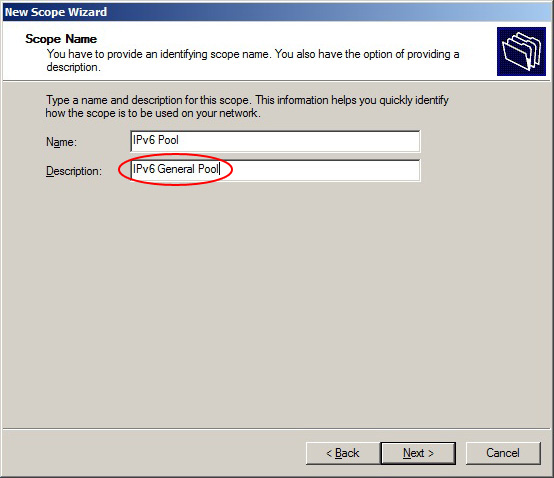 New Scope Wizard
Scope Name
You have to provide an identifying scope name. You also have the option of providing a
description.
Type a name and description for this scope. This information helps you quickly identify
how the scope is to be used on your network.
Name:
IPv6 Pool
Description:
IPv6 General Pool
< Back
Next >
Cancel